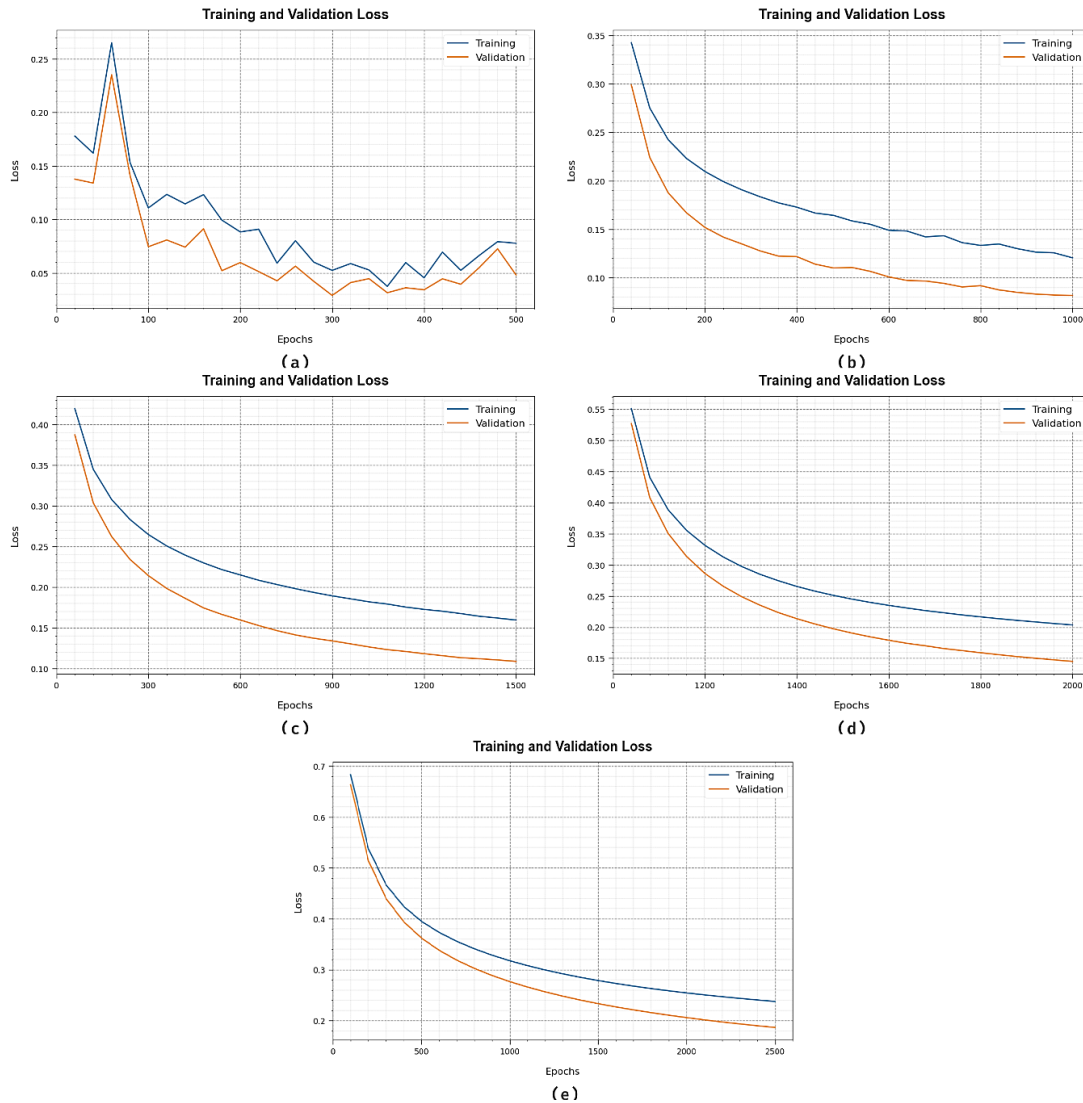 Training and Validation Loss
Training
Validation
0.25
0.20
0.15
0.10
0.05
Loss
0 100 200 300 400 500
Epochs
(a)
Training and Validation Loss
Training
Validation
0.35
0.30
0.25
0.20
0.15
0.10
Loss
0 200 400 600 800 1000
Epochs
(b)
Training and Validation Loss
Training
Validation
0.40
0.35
0.30
0.25
0.20
0.15
0.10
Loss
0 300 600 900 1200 1500
Epochs
(c)
Training and Validation Loss
Training
Validation
0.55
0.50
0.45
0.40
0.35
0.30
0.25
0.20
0.15
Loss
0 1200 1400 1600 1800 2000
Epochs
(d)
Training and Validation Loss
Training
Validation
0.7
0.6
0.5
0.4
0.3
0.2
Loss
0 500 1000 1500 2000 2500
Epochs
(e)